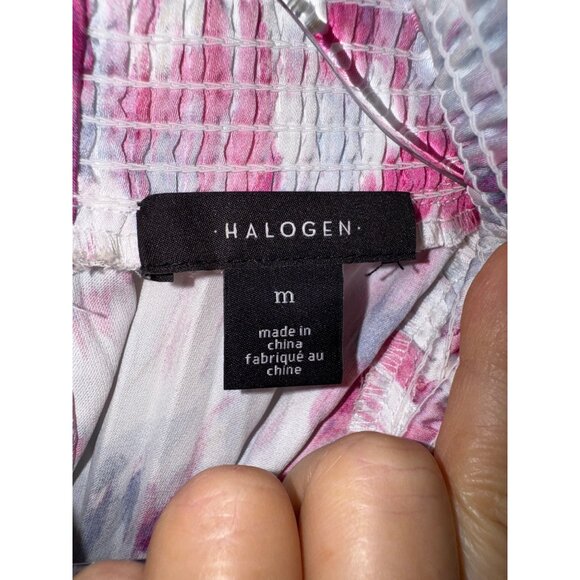 ·HALOGEN·
m
made in
china
fabriqué au
chine